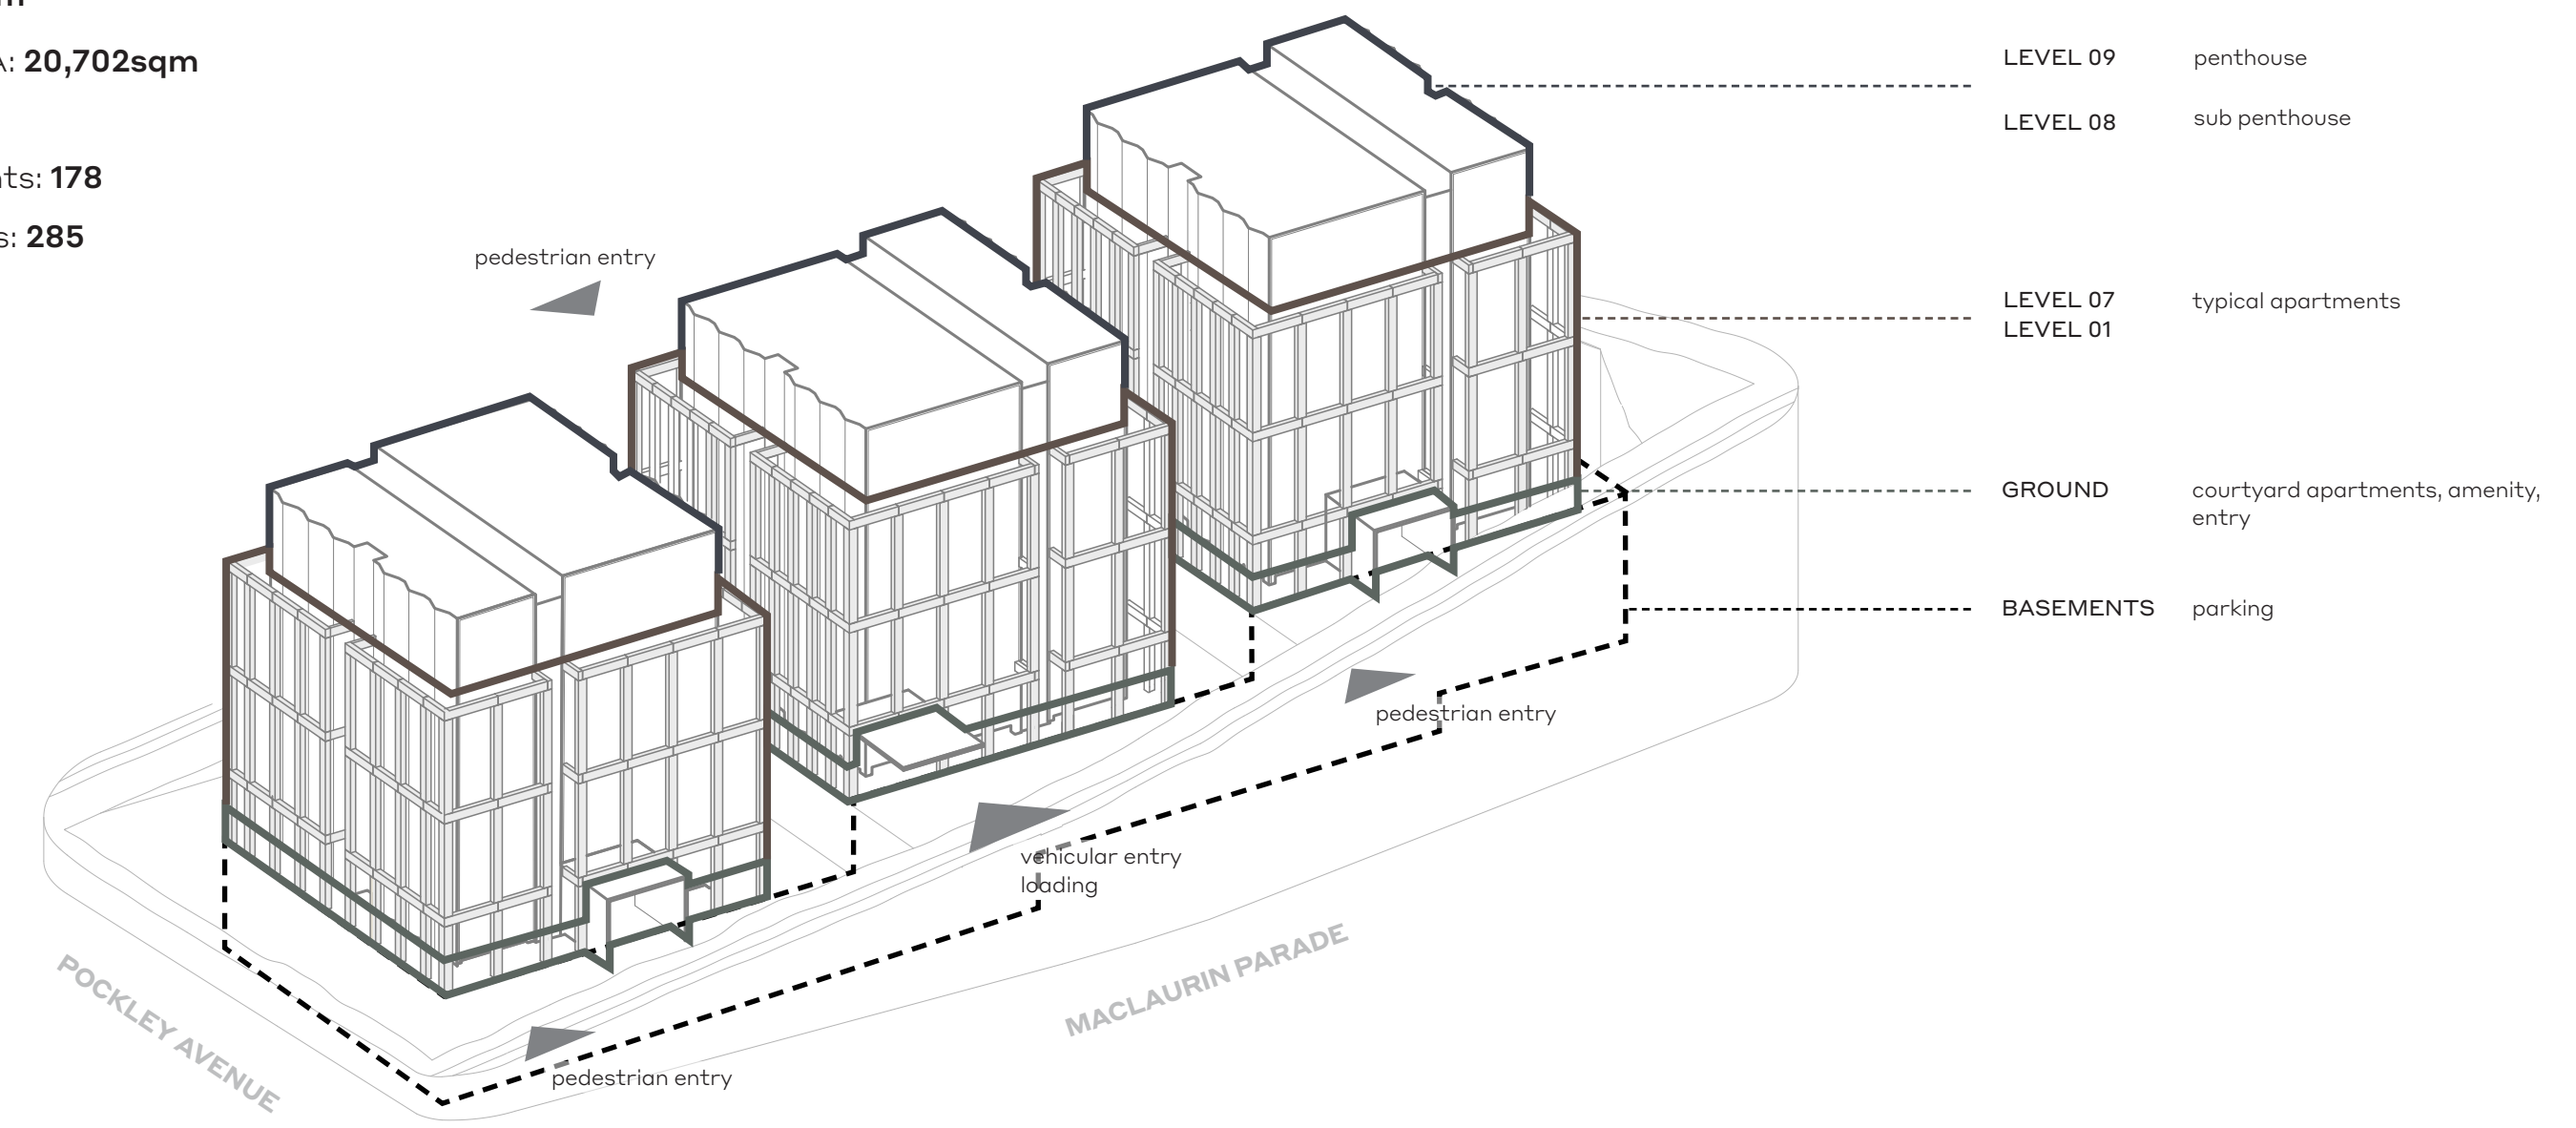 m
A: 20,702sqm
nts: 178
s: 285
pedestrian entry
LEVEL 09 penthouse
LEVEL 08 sub penthouse
LEVEL 07 typical apartments
LEVEL 01
GROUND courtyard apartments, amenity,
entry
BASEMENTS parking
pedestrian entry
vehicular entry
loading
pedestrian entry
POCKLEY AVENUE
MACLAURIN PARADE